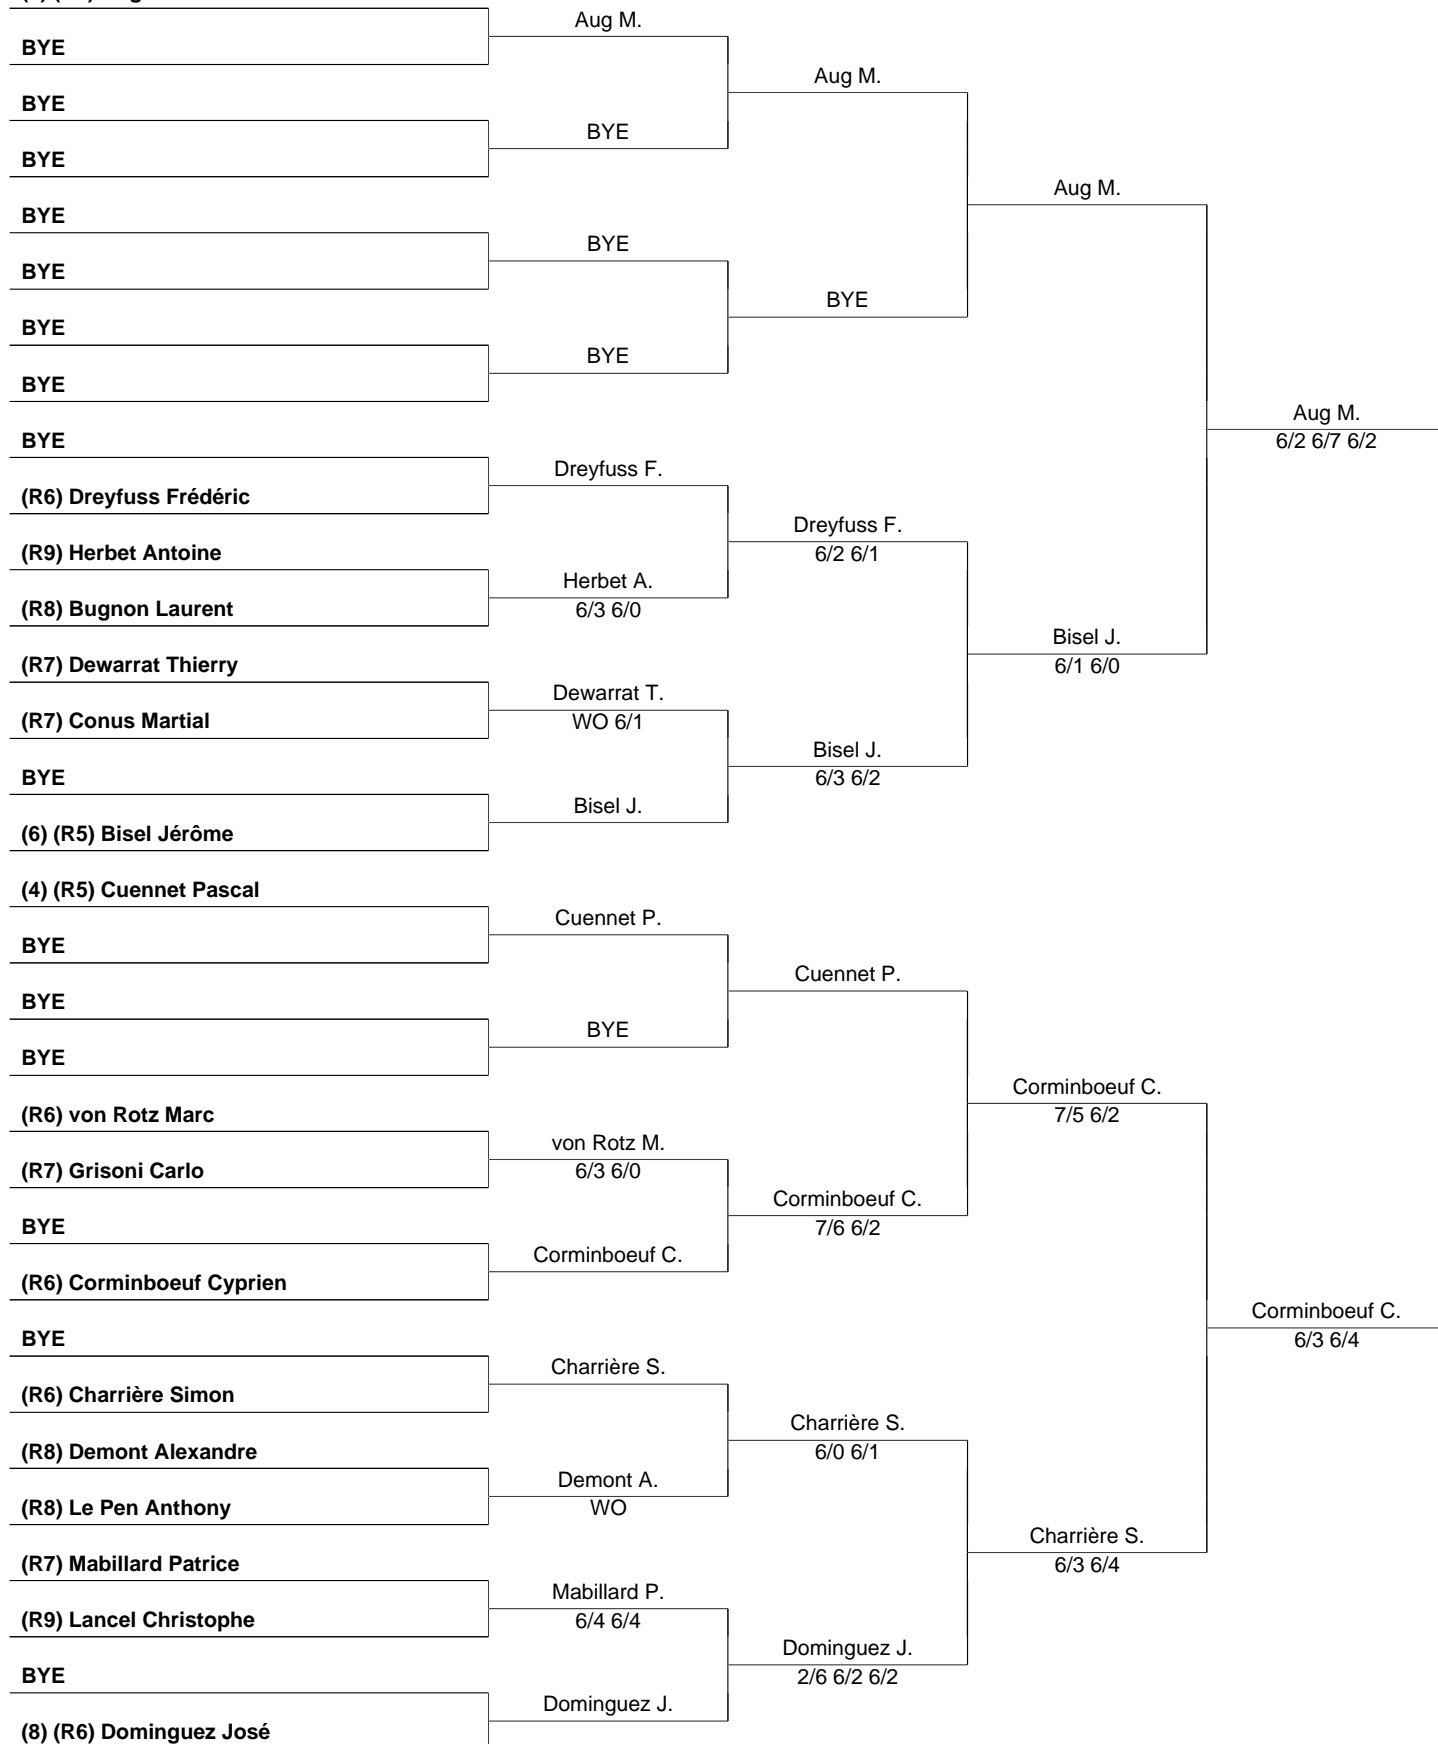 BYE
BYE
BYE
BYE
BYE
BYE
BYE
BYE
(R6) Dreyfuss Frédéric
(R9) Herbet Antoine
(R8) Bugnon Laurent
(R7) Dewarrat Thierry
(R7) Conus Martial
BYE
(6) (R5) Bisel Jérôme
(4) (R5) Cuennet Pascal
BYE
BYE
BYE
(R6) von Rotz Marc
(R7) Grisoni Carlo
BYE
(R6) Corminboeuf Cyprien
BYE
(R6) Charrière Simon
(R8) Demont Alexandre
(R8) Le Pen Anthony
(R7) Mabillard Patrice
(R9) Lancel Christophe
BYE
(8) (R6) Dominguez José
Aug M.
BYE
BYE
BYE
Dreyfuss F.
Herbet A.
6/3 6/0
Dewarrat T.
WO 6/1
Bisel J.
Cuennet P.
BYE
von Rotz M.
6/3 6/0
Corminboeuf C.
Charrière S.
Demont A.
WO
Mabillard P.
6/4 6/4
Dominguez J.
Aug M.
BYE
Dreyfuss F.
6/2 6/1
Bisel J.
6/3 6/2
Cuennet P.
Corminboeuf C.
7/6 6/2
Charrière S.
6/0 6/1
Dominguez J.
2/6 6/2 6/2
Aug M.
Bisel J.
6/1 6/0
Corminboeuf C.
7/5 6/2
Charrière S.
6/3 6/4
Aug M.
6/2 6/7 6/2
Corminboeuf C.
6/3 6/4